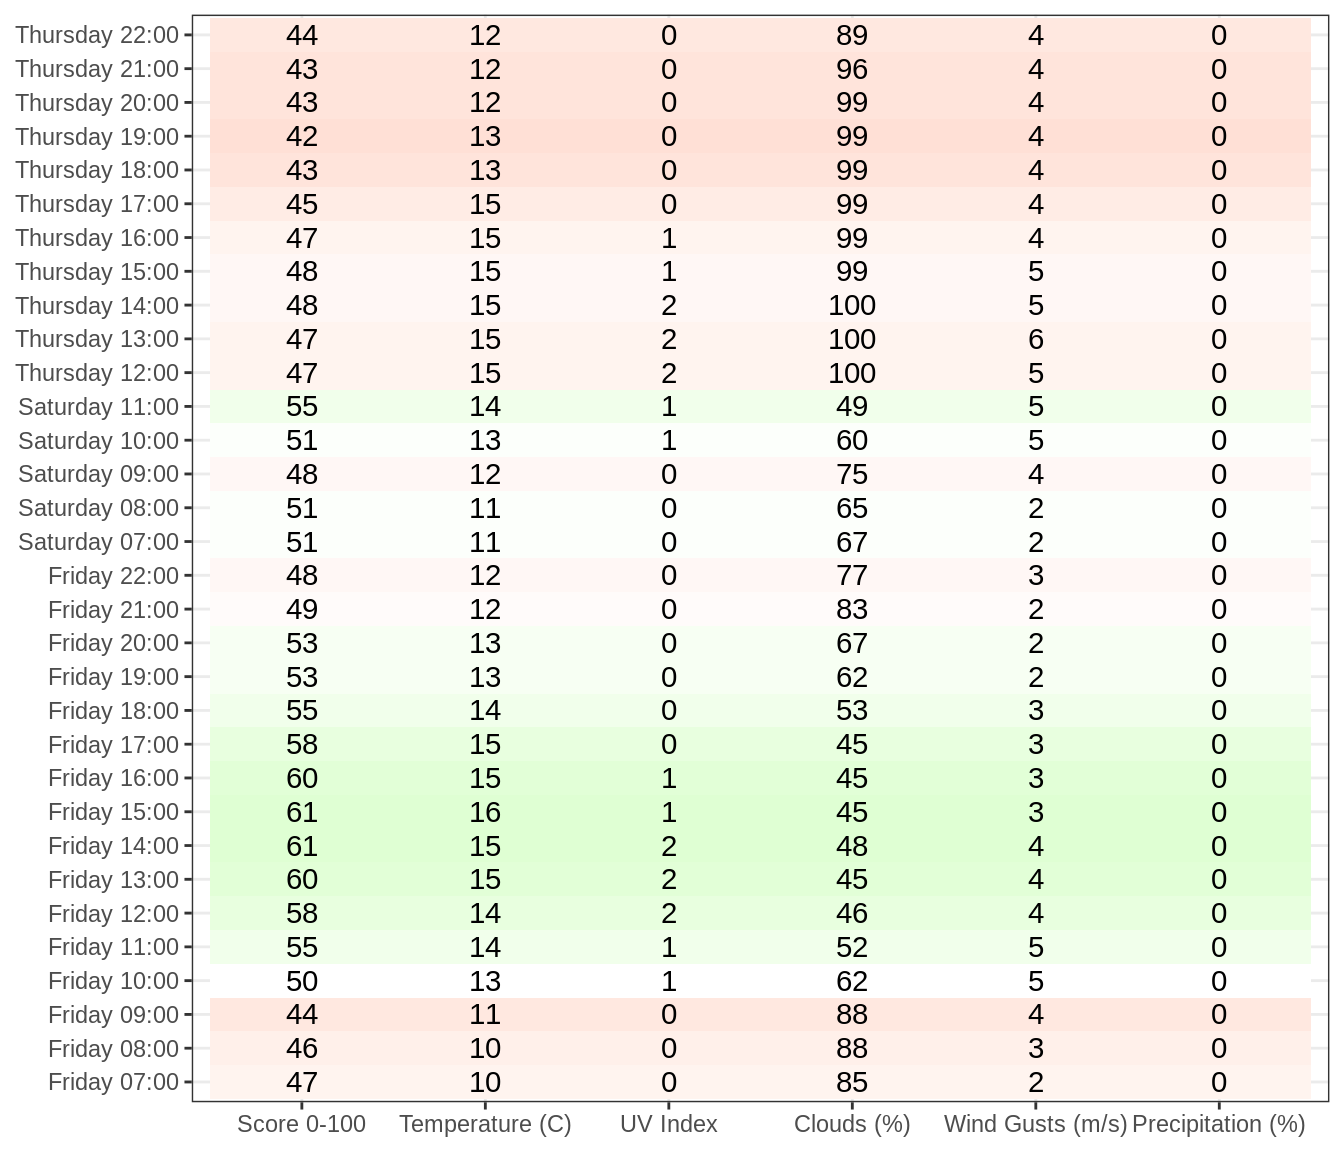 Thursday 22:00 44 12 0 89 4 0
Thursday 21:00 43 12 0 96 4 0
Thursday 20:00 43 12 0 99 4 0
Thursday 19:00 42 13 0 99 4 0
Thursday 18:00 43 13 0 99 4 0
Thursday 17:00 45 15 0 99 4 0
Thursday 16:00 47 15 1 99 4 0
Thursday 15:00 48 15 1 99 5 0
Thursday 14:00 48 15 2 100 5 0
Thursday 13:00 47 15 2 100 6 0
Thursday 12:00 47 15 2 100 5 0
Saturday 11:00 55 14 1 49 5 0
Saturday 10:00 51 13 1 60 5 0
Saturday 09:00 48 12 0 75 4 0
Saturday 08:00 51 11 0 65 2 0
Saturday 07:00 51 11 0 67 2 0
Friday 22:00 48 12 0 77 3 0
Friday 21:00 49 12 0 83 2 0
Friday 20:00 53 13 0 67 2 0
Friday 19:00 53 13 0 62 2 0
Friday 18:00 55 14 0 53 3 0
Friday 17:00 58 15 0 45 3 0
Friday 16:00 60 15 1 45 3 0
Friday 15:00 61 16 1 45 3 0
Friday 14:00 61 15 2 48 4 0
Friday 13:00 60 15 2 45 4 0
Friday 12:00 58 14 2 46 4 0
Friday 11:00 55 14 1 52 5 0
Friday 10:00 50 13 1 62 5 0
Friday 09:00 44 11 0 88 4 0
Friday 08:00 46 10 0 88 3 0
Friday 07:00 47 10 0 85 2 0
Score 0-100 Temperature (C) UV Index Clouds (%) Wind Gusts (m/s) Precipitation (%)